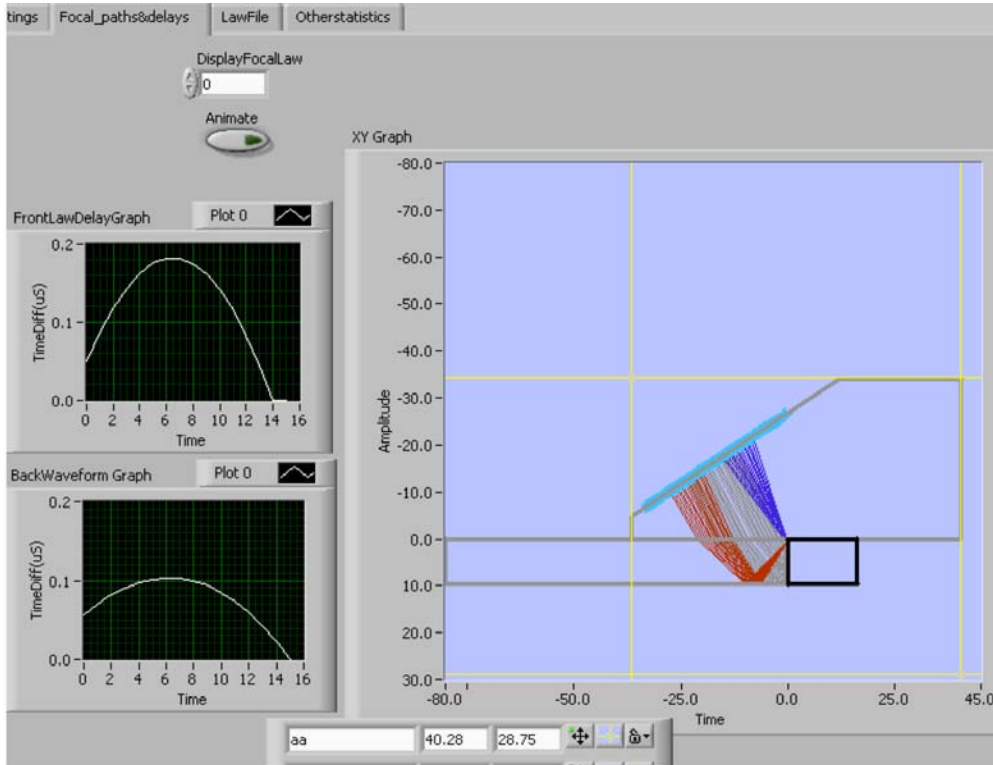 tings Focal_paths&delays LawFile Otherstatistics
DisplayFocalLaw
0
Animate
XY Graph
-80.0
-70.0
-60.0
-50.0
-40.0
-30.0
-20.0
-10.0
0.0
10.0
20.0
30.0
Amplitude
-80.0 -50.0 -25.0 0.0 25.0 45.0
Time
FrontLawDelayGraph Plot 0
0.2
0.1
0.0
TimeDiff(uS)
0 2 4 6 8 10 12 14 16
Time
BackWaveform Graph Plot 0
0.2
0.1
0.0
TimeDiff(uS)
0 2 4 6 8 10 12 14 16
Time
aa 40.28 28.75